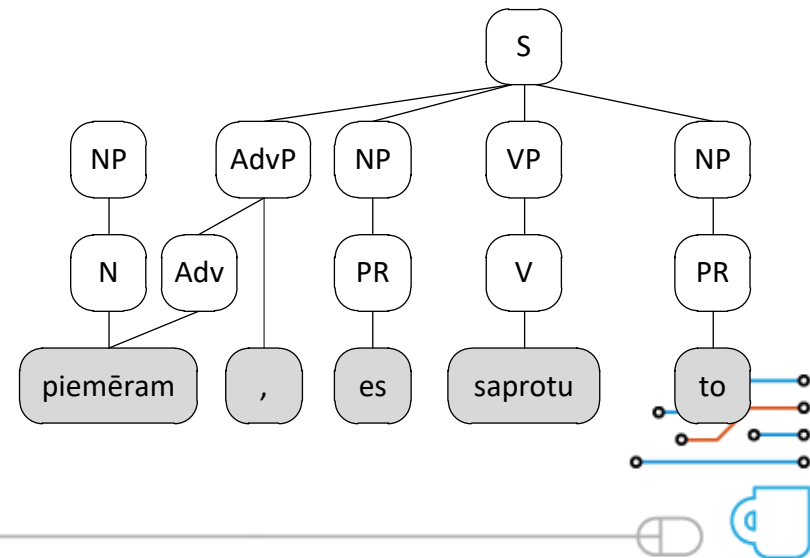 S
NP AdvP NP VP NP
N Adv PR V PR
piemēram , es saprotu to